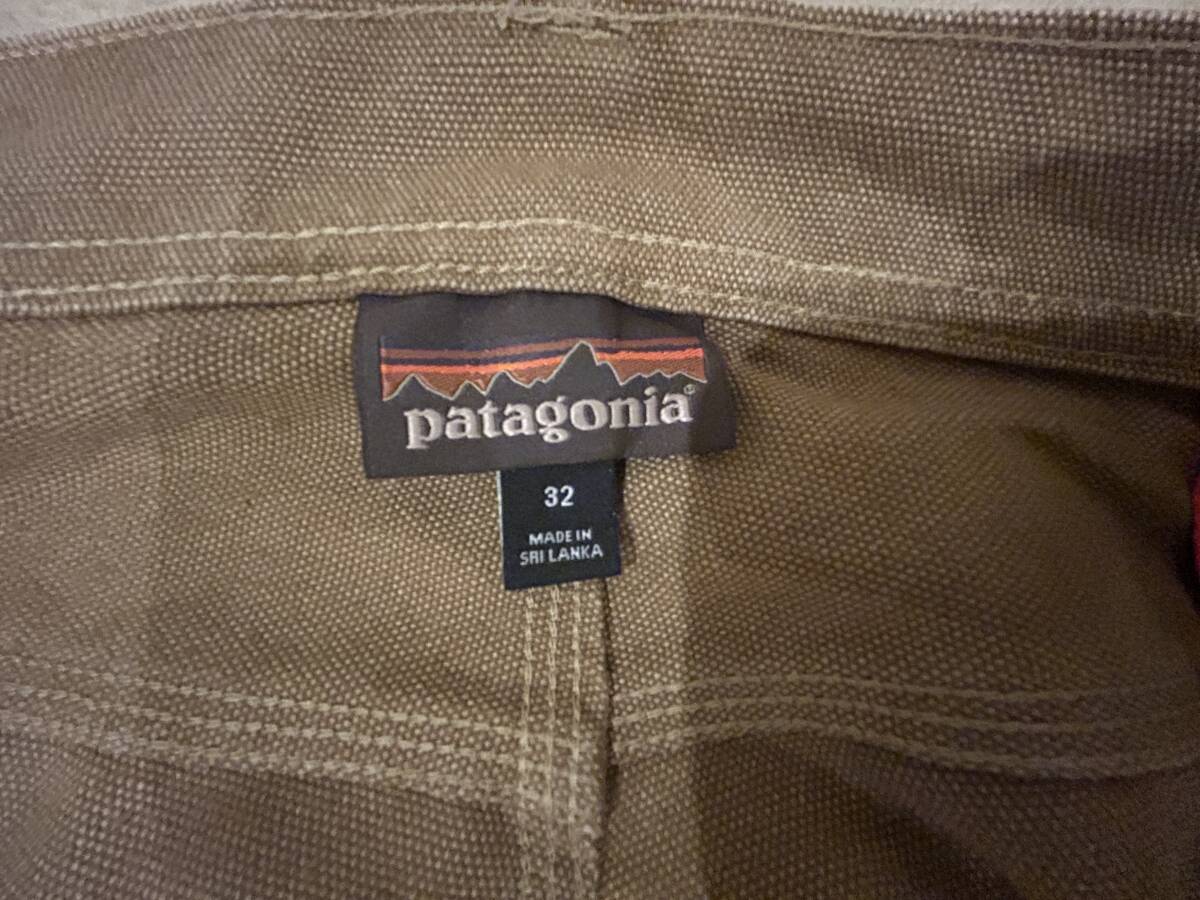 patagonia®
32
MADE IN
SRI LANKA